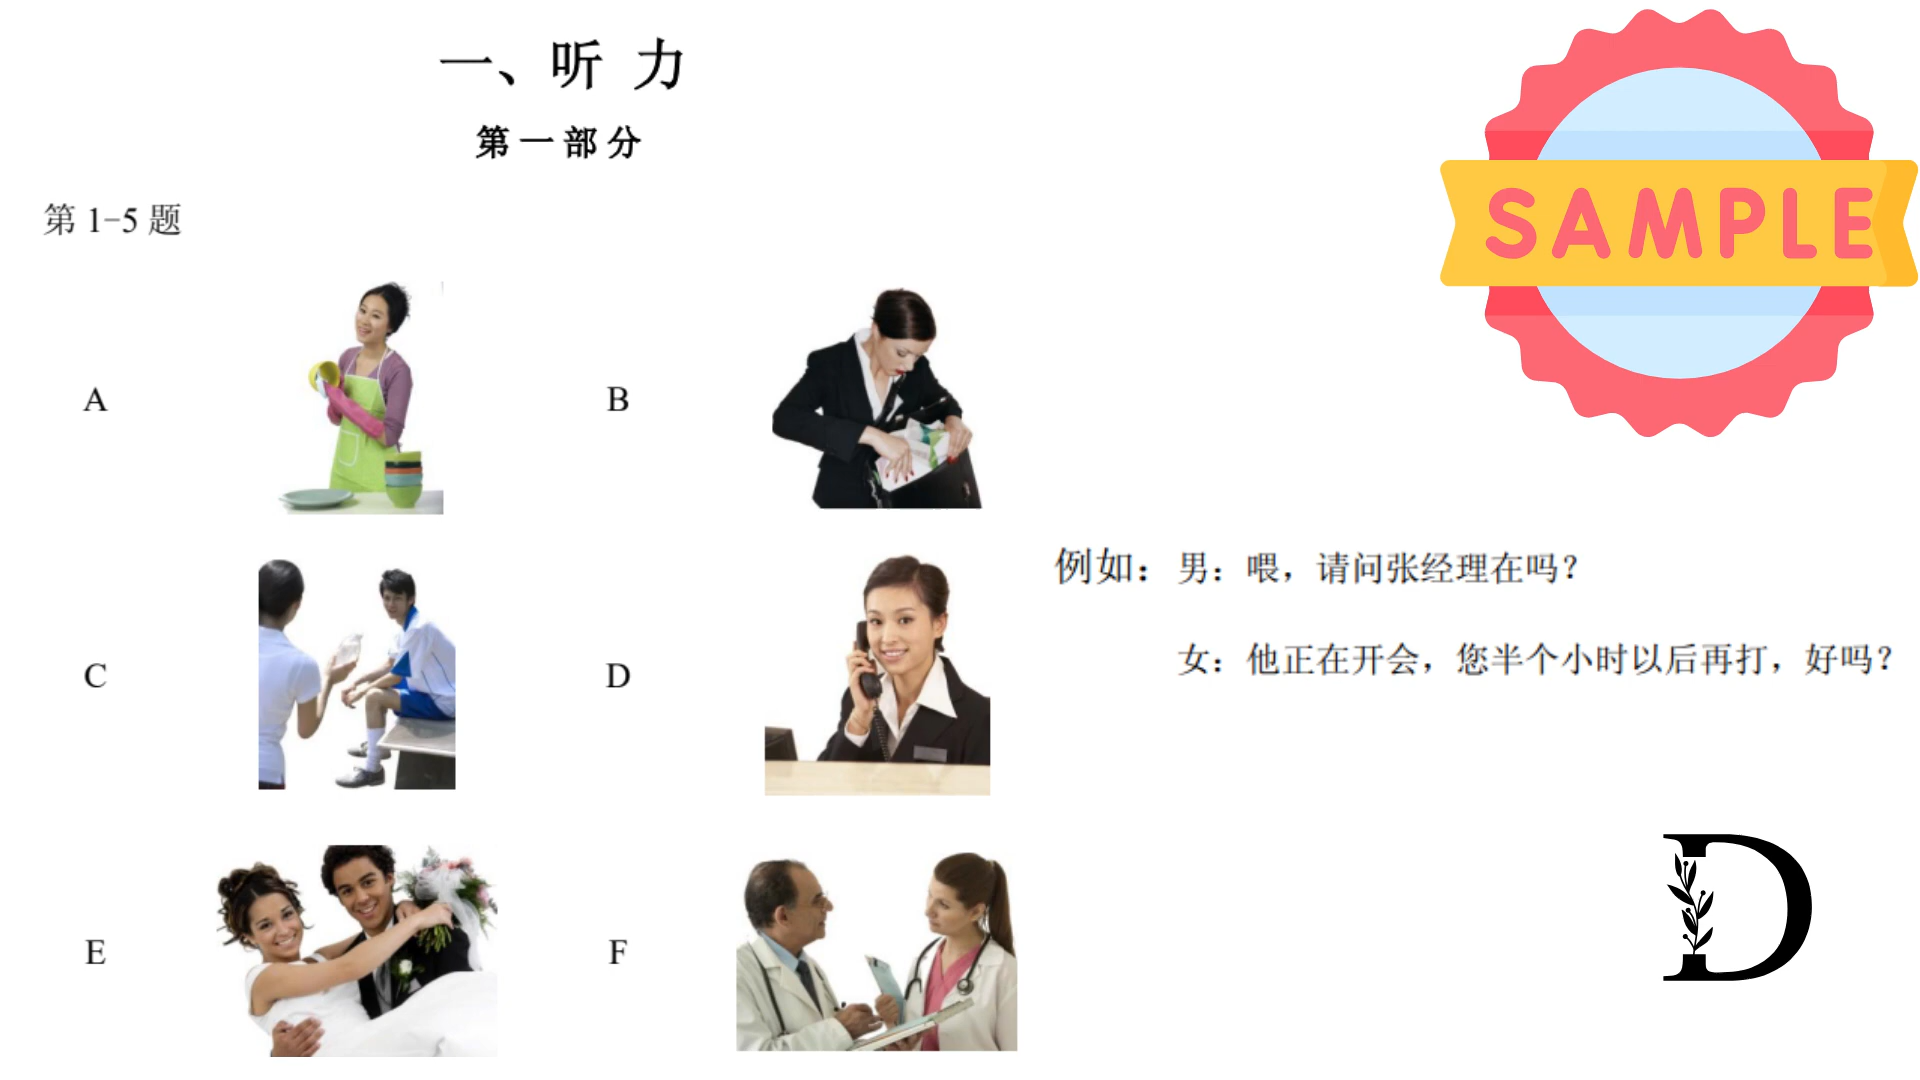 一、听 力
第一部分
第 1-5 题
SAMPLE
A
B
C
D
例如：男：喂，请问张经理在吗？
女：他正在开会，您半个小时以后再打，好吗？
E
F
D